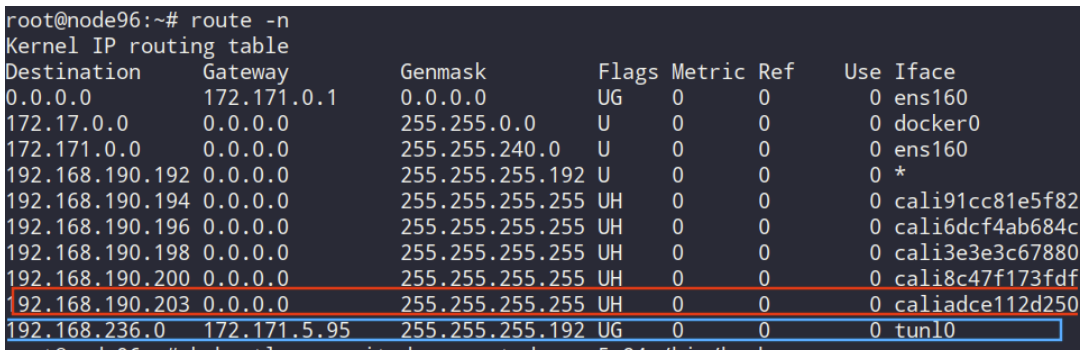 root@node96:~# route -n
Kernel IP routing table
Destination Gateway Genmask Flags Metric Ref Use Iface
0.0.0.0 172.171.0.1 0.0.0.0 UG 0 0 0 ens160
172.17.0.0 0.0.0.0 255.255.0.0 U 0 0 0 docker0
172.171.0.0 0.0.0.0 255.255.240.0 U 0 0 0 ens160
192.168.190.192 0.0.0.0 255.255.255.192 U 0 0 0 *
192.168.190.194 0.0.0.0 255.255.255.255 UH 0 0 0 cali91cc81e5f82
192.168.190.196 0.0.0.0 255.255.255.255 UH 0 0 0 cali6dcf4ab684c
192.168.190.198 0.0.0.0 255.255.255.255 UH 0 0 0 cali3e3e3c67880
192.168.190.200 0.0.0.0 255.255.255.255 UH 0 0 0 cali8c47f173fdf
192.168.190.203 0.0.0.0 255.255.255.255 UH 0 0 0 caliadce112d250
192.168.236.0 172.171.5.95 255.255.255.192 UG 0 0 0 tunl0